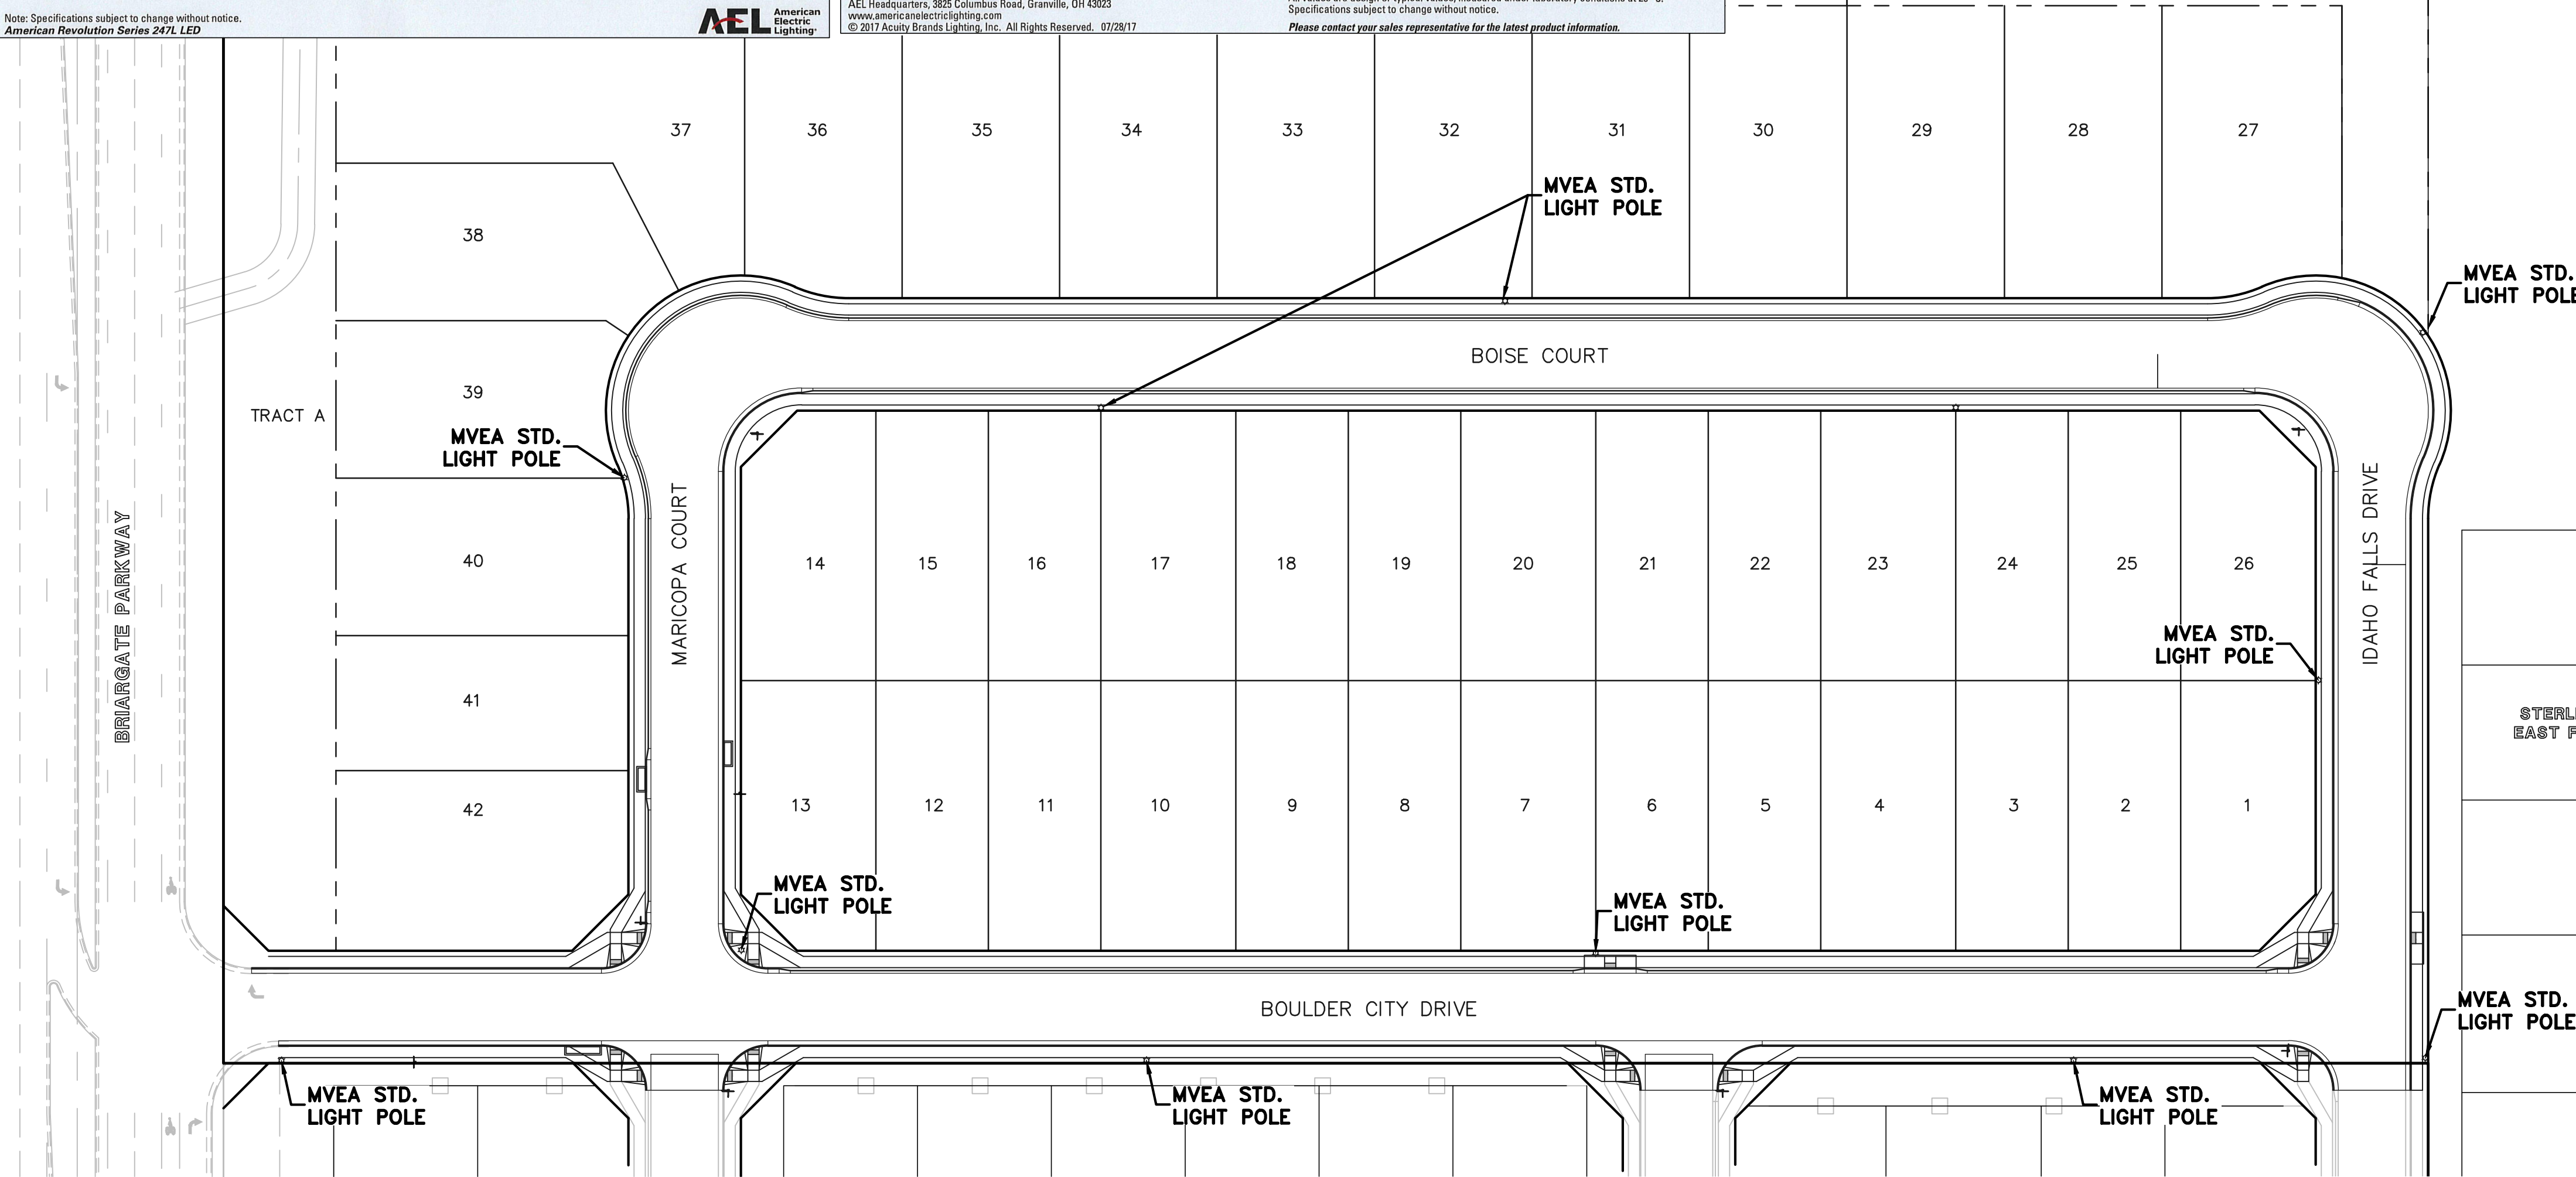 Note: Specifications subject to change without notice.
American Revolution Series 247L LED
AEL American
Electric
Lighting
AEL Headquarters, 3825 Columbus Road, Granville, OH 43023
www.americanelectriclighting.com
© 2017 Acuity Brands Lighting, Inc. All Rights Reserved. 07/28/17
Specifications subject to change without notice.
Please contact your sales representative for the latest product information.
37 36 35 34 33 32 31 30 29 28 27
MVEA STD.
LIGHT POLE
38
MVEA STD.
LIGHT POLE
BOISE COURT
39
TRACT A
MVEA STD.
LIGHT POLE
BRIARGATE PARKWAY
MARICOPA COURT
IDAHO FALLS DRIVE
40
14 15 16 17 18 19 20 21 22 23 24 25 26
MVEA STD.
LIGHT POLE
41
42
13 12 11 10 9 8 7 6 5 4 3 2 1
EAST
MVEA STD.
LIGHT POLE
MVEA STD.
LIGHT POLE
BOULDER CITY DRIVE
MVEA STD.
LIGHT POLE
MVEA STD.
LIGHT POLE
MVEA STD.
LIGHT POLE
MVEA STD.
LIGHT POLE